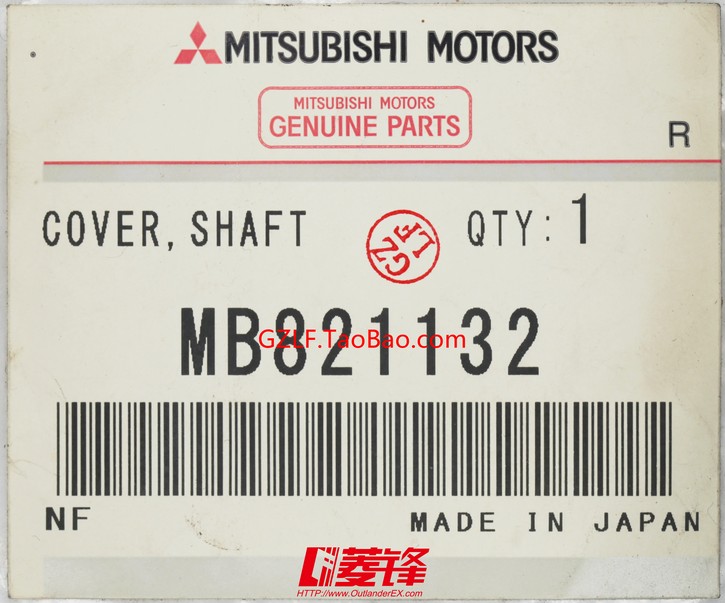 MITSUBISHI MOTORS
MITSUBISHI MOTORS
GENUINE PARTS
R
COVER, SHAFT
GZLF
QTY: 1
MB821132
GZLF.TaoBao.com
NF
MADE IN JAPAN
菱锋
HTTP://www.OutlanderEX.com